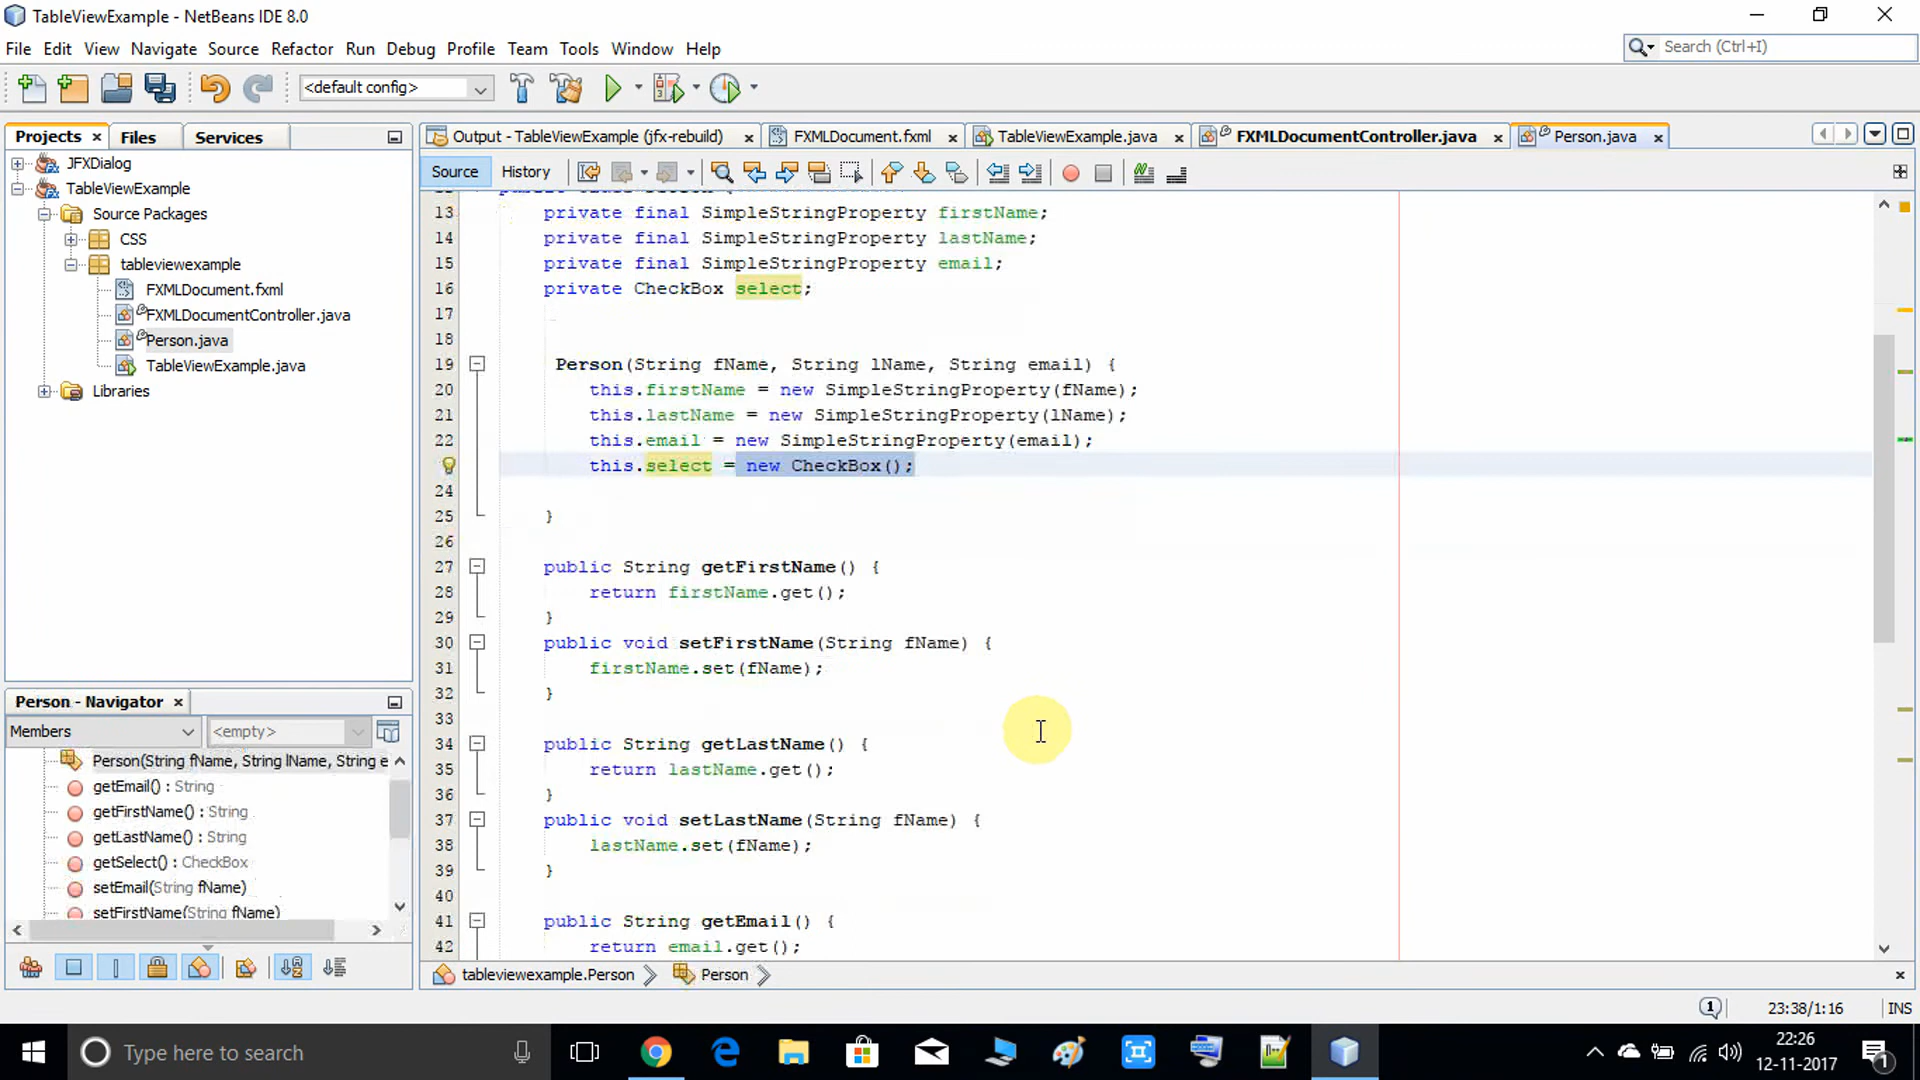 TableViewExample - NetBeans IDE 8.0
File Edit View Navigate Source Refactor Run Debug Profile Team Tools Window Help
Search (Ctrl+I)
<default config>
Projects Files Services
Output - TableViewExample (jfx-rebuild) FXMLDocument.fxml TableViewExample.java FXMLDocumentController.java Person.java
Source History
JFXDialog
TableViewExample
Source Packages
CSS
tableviewexample
FXMLDocument.fxml
FXMLDocumentController.java
Person.java
TableViewExample.java
Libraries
13 private final SimpleStringProperty firstName;
14 private final SimpleStringProperty lastName;
15 private final SimpleStringProperty email;
16 private CheckBox select;
17
18
19 Person(String fName, String lName, String email) {
20 this.firstName = new SimpleStringProperty(fName);
21 this.lastName = new SimpleStringProperty(lName);
22 this.email = new SimpleStringProperty(email);
this.select = new CheckBox();
24
25 }
26
27 public String getFirstName() {
28 return firstName.get();
29 }
30 public void setFirstName(String fName) {
31 firstName.set(fName);
32 }
33
34 public String getLastName() {
35 return lastName.get();
36 }
37 public void setLastName(String fName) {
38 lastName.set(fName);
39 }
40
41 public String getEmail() {
42 return email.get();
Person - Navigator
Members <empty>
Person(String fName, String lName, String e
getEmail() : String
getFirstName() : String
getLastName() : String
getSelect() : CheckBox
setEmail(String fName)
setFirstName(String fName)
tableviewexample.Person Person
1 23:38/1:16 INS
Type here to search
22:26
12-11-2017
1